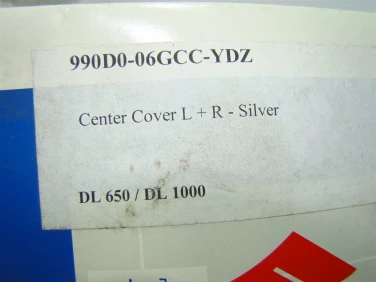 990D0-06GCC-YDZ
Center Cover L + R - Silver
DL 650 / DL 1000